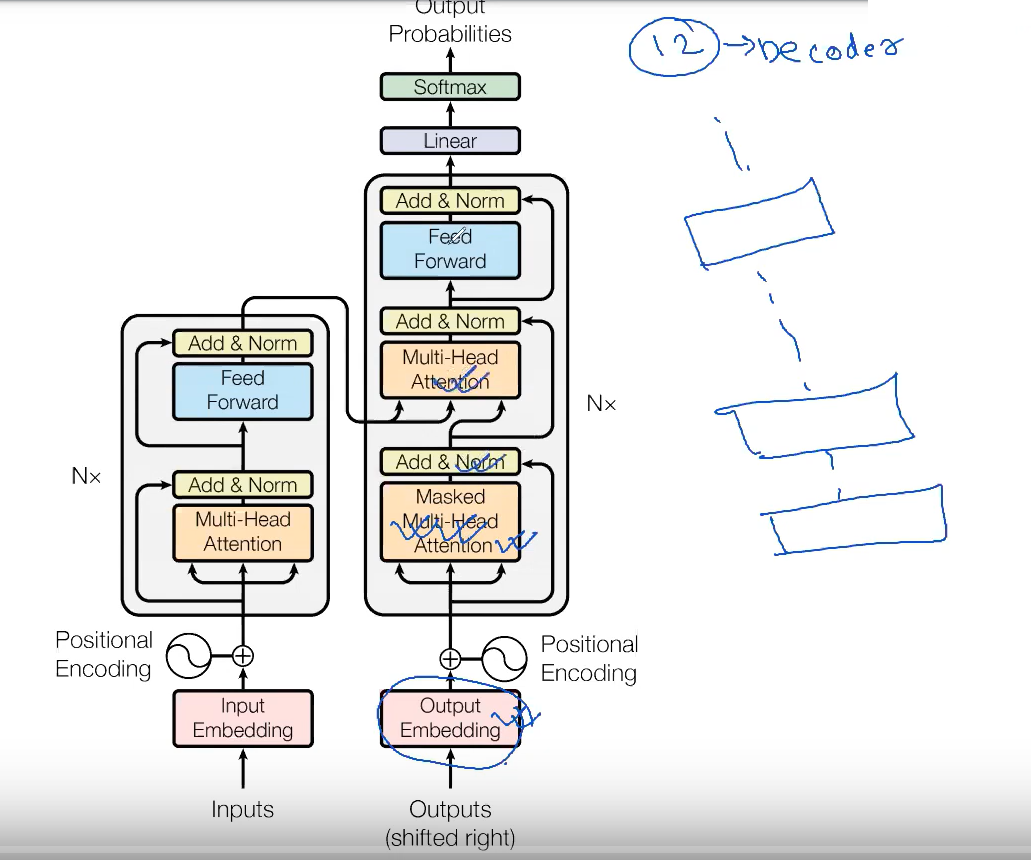 Output
Probabilities
Softmax
Linear
Add & Norm
Feed
Forward
Add & Norm
Multi-Head
Attention
Add & Norm
Masked
Multi-Head
Attention
Nx
Positional
Encoding
Output
Embedding
Outputs
(shifted right)
Add & Norm
Feed
Forward
Add & Norm
Multi-Head
Attention
Nx
Positional
Encoding
Input
Embedding
Inputs
12 → Decoder